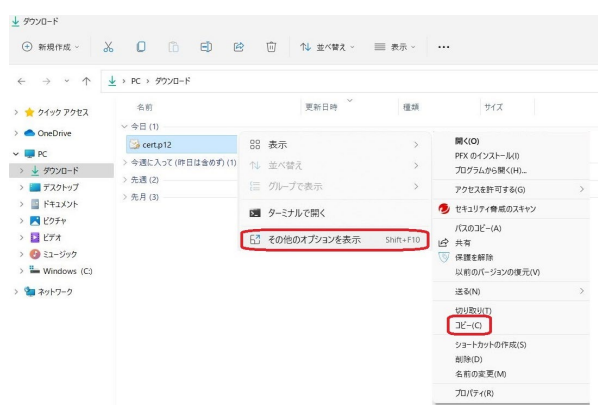 ダウンロード
新規作成
並べ替え
表示
PC › ダウンロード
名前
更新日時
種類
サイズ
クイック アクセス
OneDrive
PC
ダウンロード
デスクトップ
ドキュメント
ピクチャ
ビデオ
ミュージック
Windows (C:)
ネットワーク
今日 (1)
cert.p12
今週に入って (昨日は含めず) (1)
先週 (2)
先月 (3)
表示
並べ替え
グループで表示
ターミナルで開く
その他のオプションを表示 Shift+F10
開く(O)
PFX のインストール(I)
プログラムから開く(H)...
アクセスを許可する(G)
セキュリティ脅威のスキャン
パスのコピー(A)
共有
保護を解除
以前のバージョンの復元(V)
送る(N)
切り取り(T)
コピー(C)
ショートカットの作成(S)
削除(D)
名前の変更(M)
プロパティ(R)